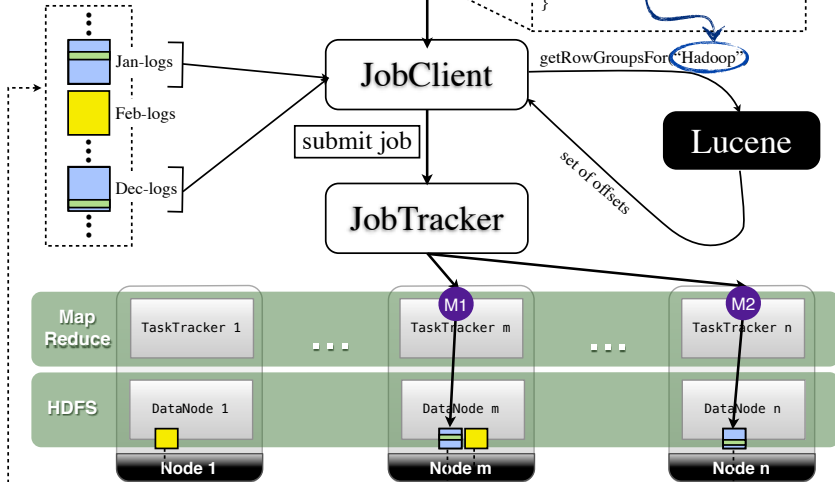 }
getRowGroupsFor("Hadoop")
Jan-logs
JobClient
Feb-logs
submit job
Lucene
Dec-logs
set of offsets
JobTracker
Map
Reduce
M1
M2
TaskTracker 1
TaskTracker m
TaskTracker n
...
...
HDFS
DataNode 1
DataNode m
DataNode n
Node 1
Node m
Node n